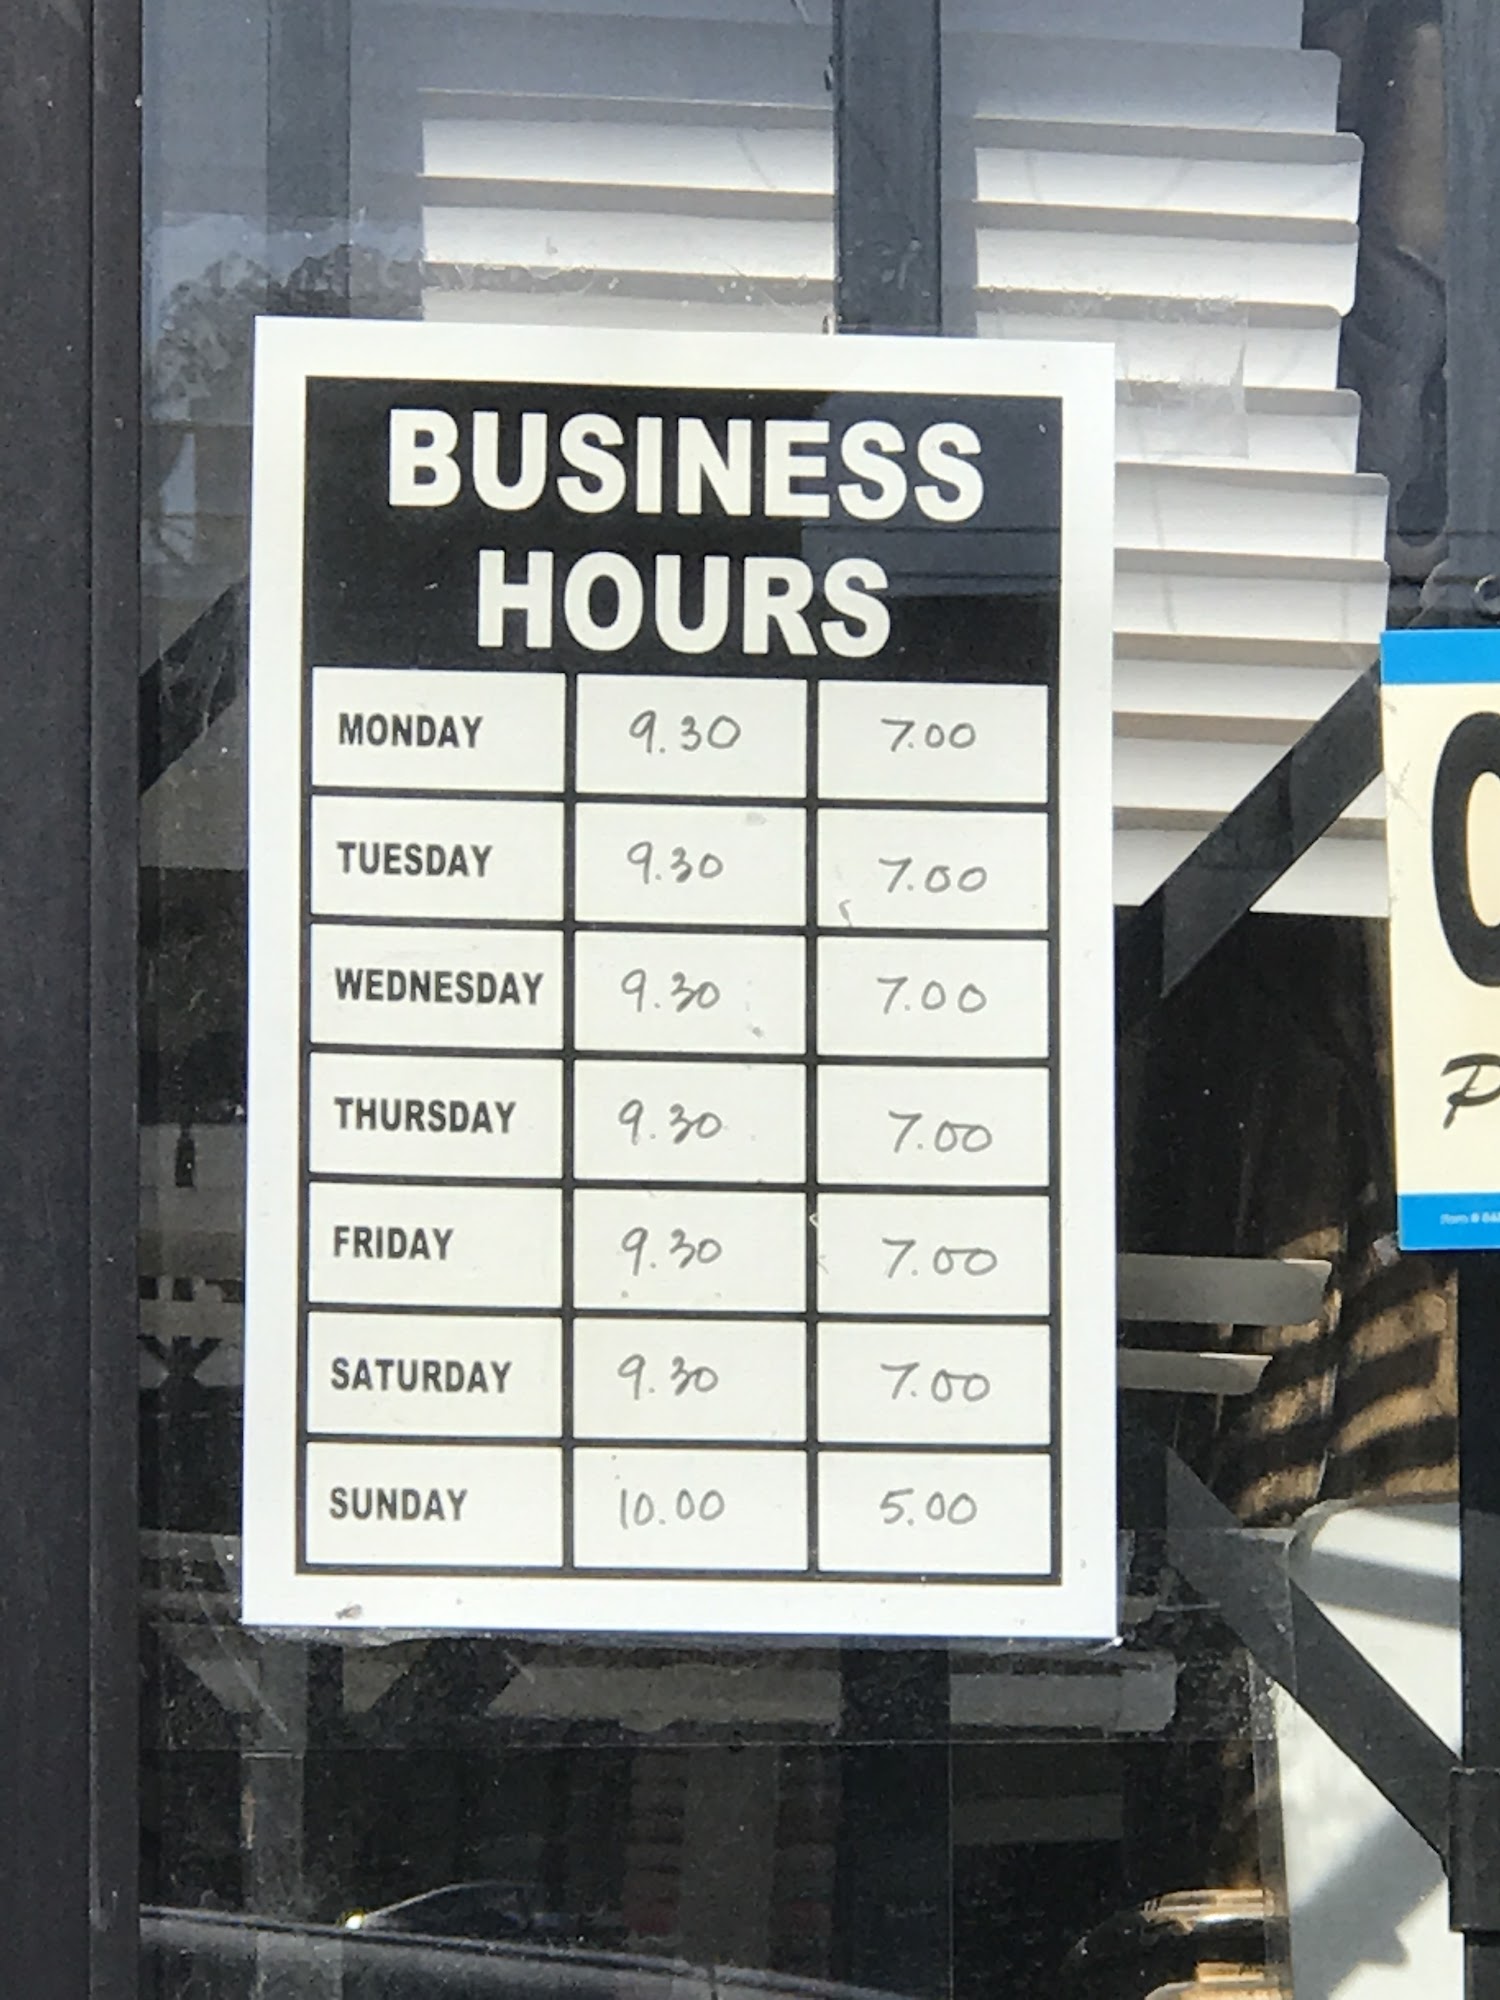 BUSINESS
HOURS
MONDAY 9.30 7.00
TUESDAY 9.30 7.00
WEDNESDAY 9.30 7.00
THURSDAY 9.30 7.00
FRIDAY 9.30 7.00
SATURDAY 9.30 7.00
SUNDAY 10.00 5.00